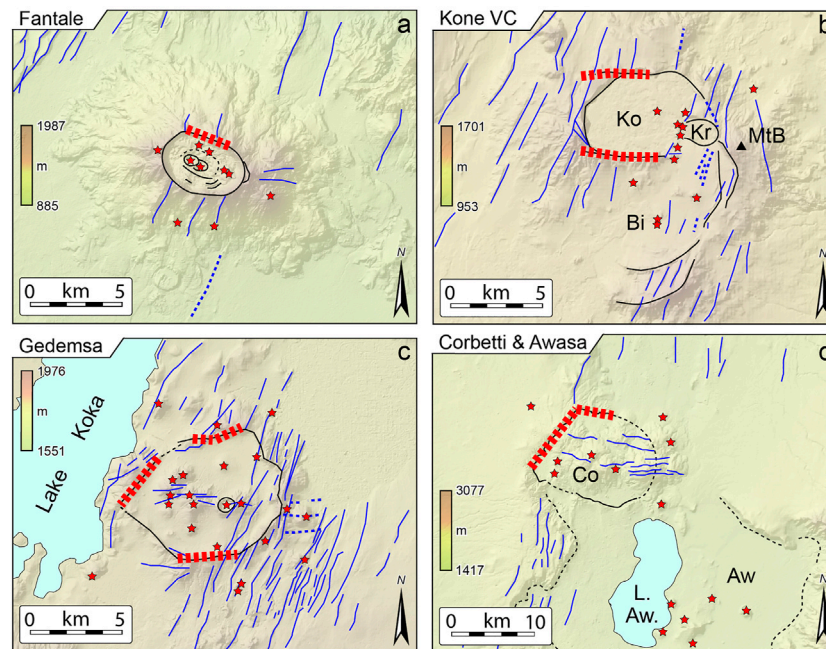 Fantale
a
1987
m
885
N
0 km 5
Kone VC
b
1701
m
953
Ko
Kr
MtB
Bi
N
0 km 5
Gedemsa
c
1976
m
1551
Lake Koka
N
0 km 5
Corbetti & Awasa
d
3077
m
1417
Co
L.
Aw.
Aw
N
0 km 10